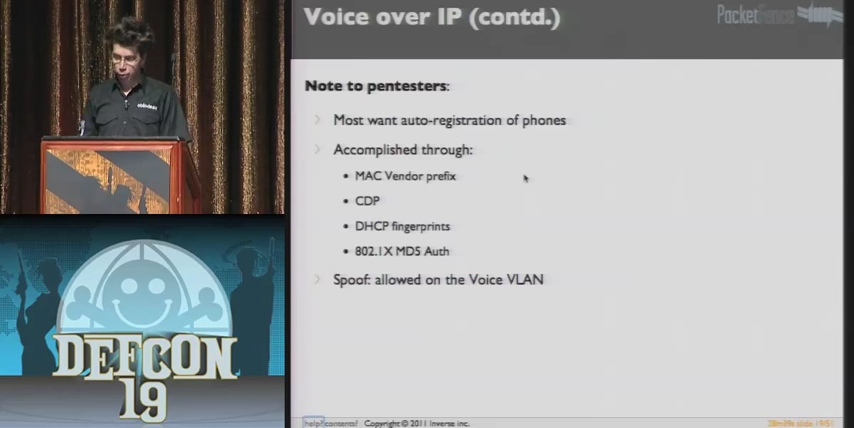 Voice over IP (contd.)
PacketFence
Note to pentesters:
Most want auto-registration of phones
Accomplished through:
MAC Vendor prefix
CDP
DHCP fingerprints
802.1X MD5 Auth
Spoof: allowed on the Voice VLAN
DEFCON
19
help? contents? Copyright © 2011 Inverse inc.